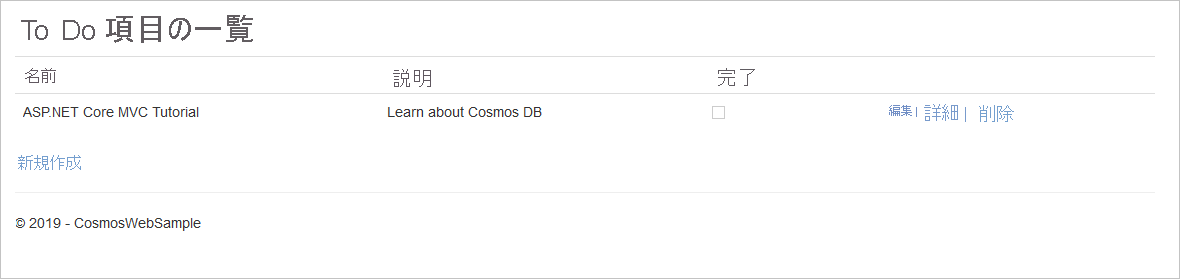 To Do 項目の一覧
名前 説明 完了
ASP.NET Core MVC Tutorial Learn about Cosmos DB 編集 | 詳細 | 削除
新規作成
© 2019 - CosmosWebSample